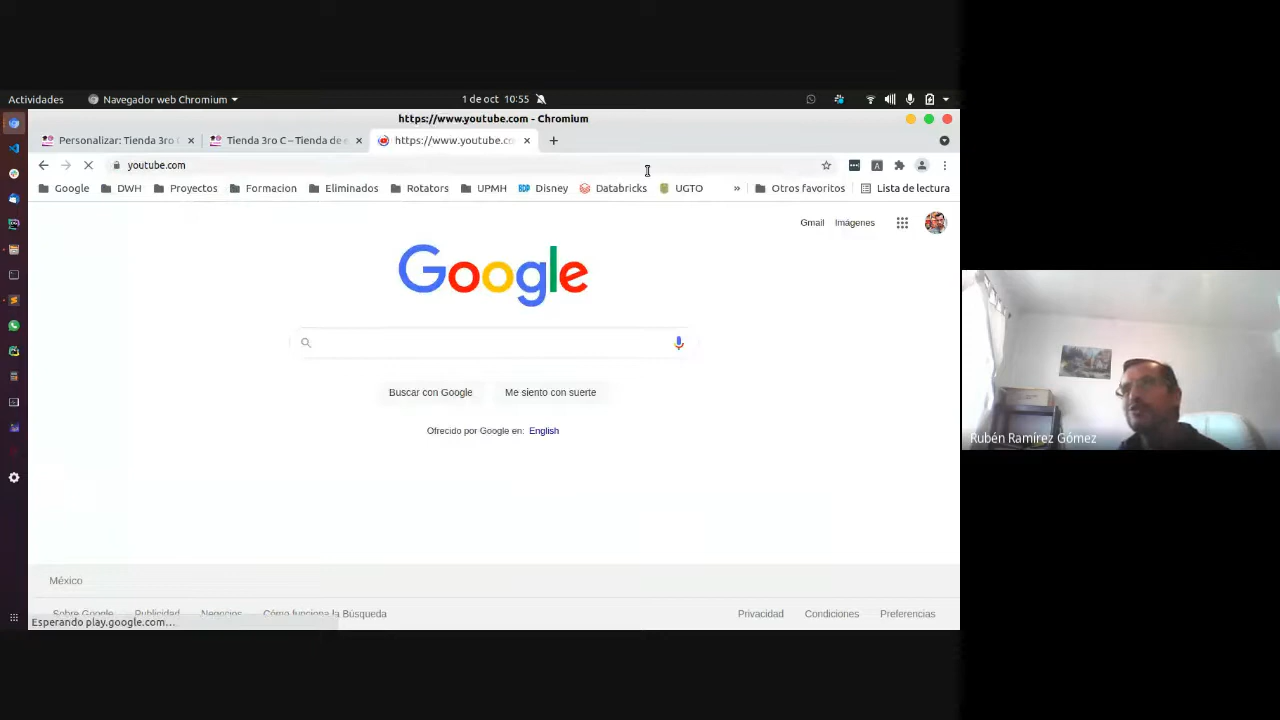 Actividades Navegador web Chromium 1 de oct 10:55
https://www.youtube.com - Chromium
Personalizar: Tienda 3ro Tienda 3ro C – Tienda de e https://www.youtube.co
youtube.com
Google DWH Proyectos Formacion Eliminados Rotators UPMH BDP Disney Databricks UGTO » Otros favoritos Lista de lectura
Gmail Imágenes
Google
Buscar con Google Me siento con suerte
Ofrecido por Google en: English
Rubén Ramírez Gómez
México
Sobre Google Publicidad Negocios Cómo funciona la Búsqueda Privacidad Condiciones Preferencias
Esperando play.google.com…